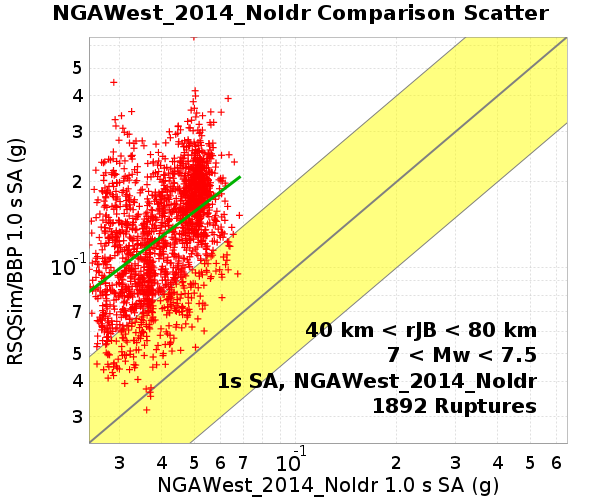 NGAWest_2014_NoIdr Comparison Scatter
RSQSim/BBP 1.0 s SA (g)
5
4
3
2
10-1
7
5
4
3
40 km < rJB < 80 km
7 < Mw < 7.5
1s SA, NGAWest_2014_NoIdr
1892 Ruptures
3 4 5 6 7 10-1 2 3 4 5 6
NGAWest_2014_NoIdr 1.0 s SA (g)